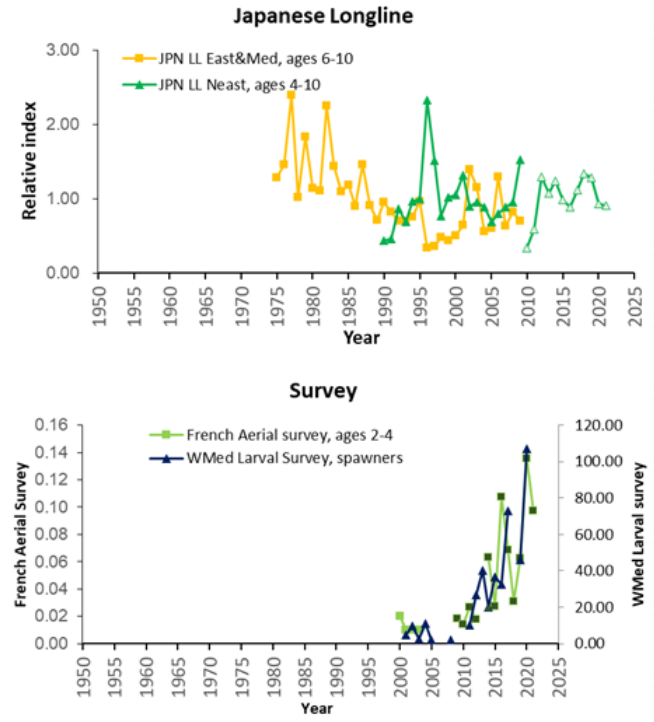 Japanese Longline
3.00
2.00
1.00
0.00
Relative index
JPN LL East&Med, ages 6-10
JPN LL Neast, ages 4-10
1950 1955 1960 1965 1970 1975 1980 1985 1990 1995 2000 2005 2010 2015 2020 2025
Year
Survey
0.16
0.14
0.12
0.10
0.08
0.06
0.04
0.02
0.00
French Aerial Survey
French Aerial survey, ages 2-4
WMed Larval Survey, spawners
120.00
100.00
80.00
60.00
40.00
20.00
0.00
WMed Larval survey
1950 1955 1960 1965 1970 1975 1980 1985 1990 1995 2000 2005 2010 2015 2020 2025
Year